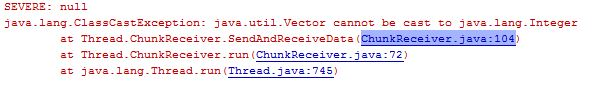 SEVERE: null
java.lang.ClassCastException: java.util.Vector cannot be cast to java.lang.Integer
at Thread.ChunkReceiver.SendAndReceiveData(ChunkReceiver.java:104)
at Thread.ChunkReceiver.run(ChunkReceiver.java:72)
at java.lang.Thread.run(Thread.java:745)